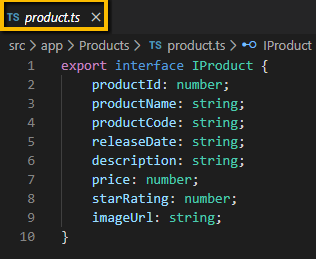 TS product.ts ×
src > app > Products > TS product.ts > IProduct
1 export interface IProduct {
2 productId: number;
3 productName: string;
4 productCode: string;
5 releaseDate: string;
6 description: string;
7 price: number;
8 starRating: number;
9 imageUrl: string;
10 }